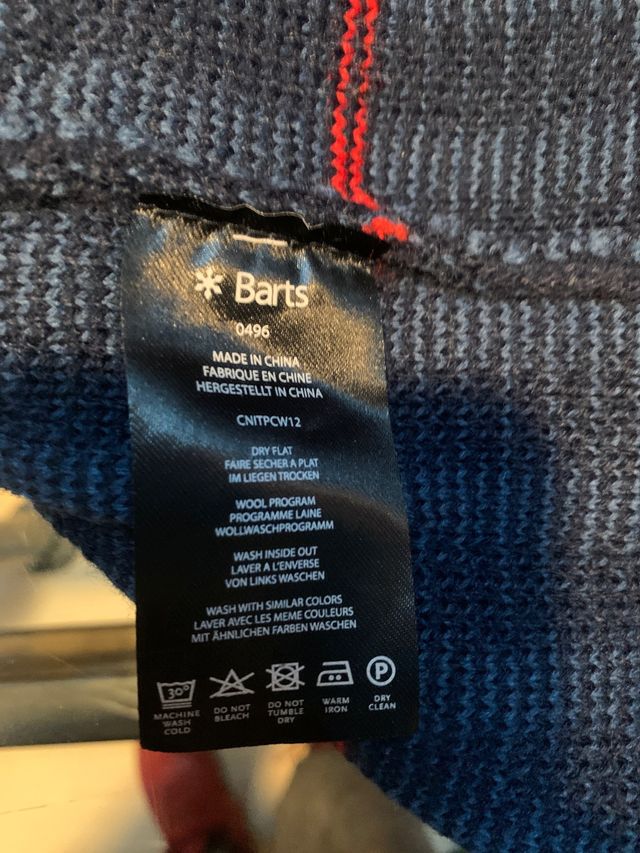 Barts
0496
MADE IN CHINA
FABRIQUE EN CHINE
HERGESTELLT IN CHINA
CNITPCW12
DRY FLAT
FAIRE SECHER A PLAT
IM LIEGEN TROCKEN
WOOL PROGRAM
PROGRAMME LAINE
WOLLWASCHPROGRAMM
WASH INSIDE OUT
LAVER A L'ENVERSE
VON LINKS WASCHEN
WASH WITH SIMILAR COLORS
LAVER AVEC LES MEME COULEURS
MIT ÄHNLICHEN FARBEN WASCHEN
30° P
MACHINE WASH COLD
DO NOT BLEACH
DO NOT TUMBLE DRY
WARM IRON
DRY CLEAN